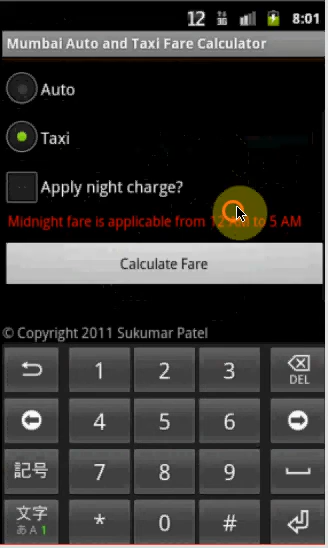 12 3G 8:01
Mumbai Auto and Taxi Fare Calculator
Auto
Taxi
Apply night charge?
Midnight fare is applicable from 12 AM to 5 AM
Calculate Fare
© Copyright 2011 Sukumar Patel
1 2 3 DEL
4 5 6
記号 7 8 9
文字 * 0 #
あA1